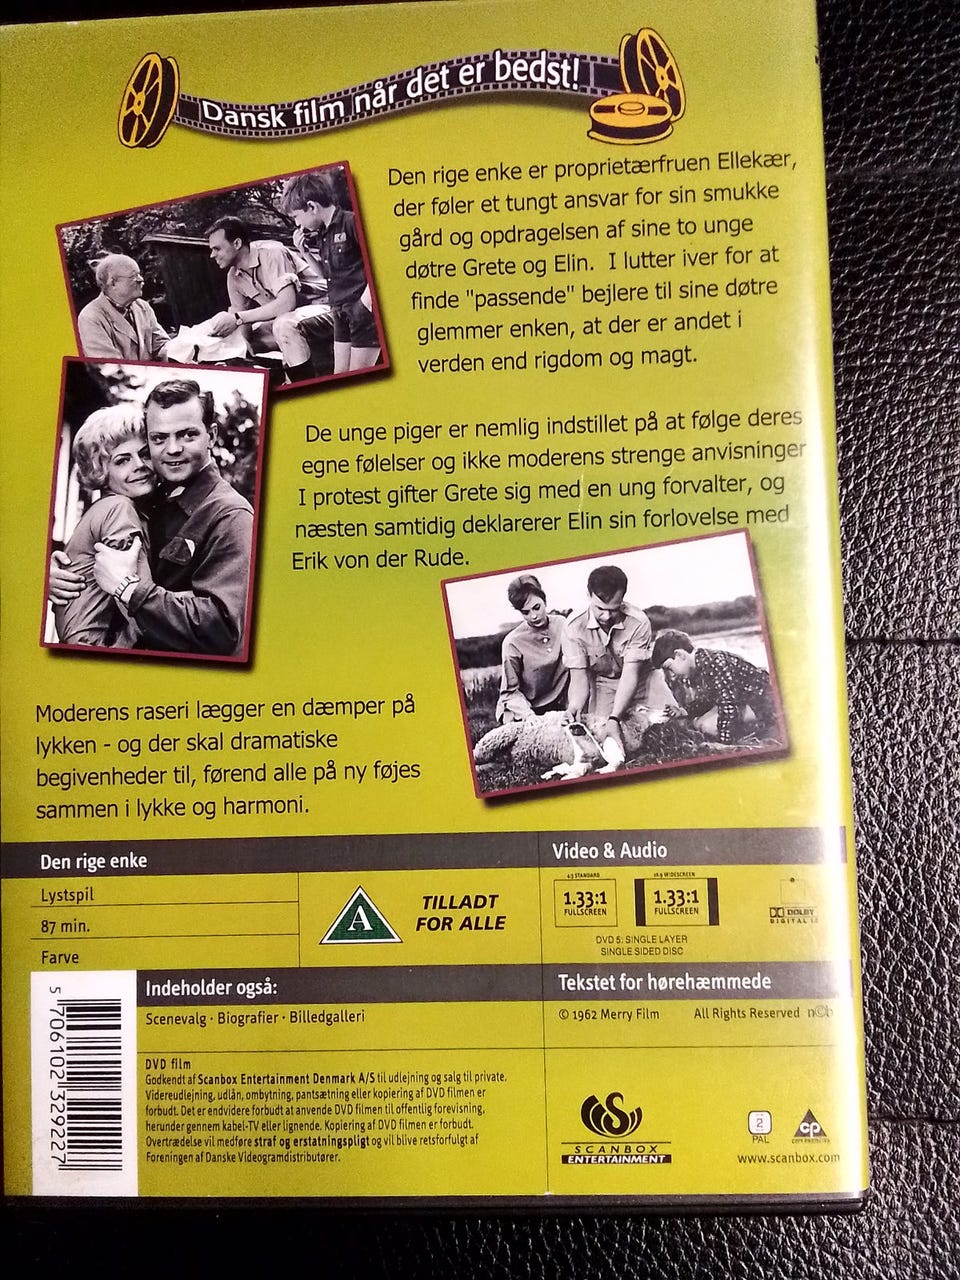 Dansk film når det er bedst!
Den rige enke er proprietærfruen Ellekær,
der føler et tungt ansvar for sin smukke
gård og opdragelsen af sine to unge
døtre Grete og Elin. I lutter iver for at
finde "passende" bejlere til sine døtre
glemmer enken, at der er andet i
verden end rigdom og magt.
De unge piger er nemlig indstillet på at følge deres
egne følelser og ikke moderens strenge anvisninger
I protest gifter Grete sig med en ung forvalter, og
næsten samtidig deklarerer Elin sin forlovelse med
Erik von der Rude.
Moderens raseri lægger en dæmper på
lykken - og der skal dramatiske
begivenheder til, førend alle på ny føjes
sammen i lykke og harmoni.
Den rige enke
Lystspil
87 min.
Farve
A
TILLADT
FOR ALLE
Video & Audio
4:3 STANDARD
1.33:1
FULLSCREEN
16:9 WIDESCREEN
1.33:1
FULLSCREEN
DVD 5: SINGLE LAYER
SINGLE SIDED DISC
DOLBY
DIGITAL
Indeholder også:
Scenevalg · Biografier · Billedgalleri
Tekstet for hørehæmmede
© 1962 Merry Film All Rights Reserved n©b
DVD film
Godkendt af Scanbox Entertainment Denmark A/S til udlejning og salg til private.
Videreudlejning, udlån, ombytning, pantsætning eller kopiering af DVD filmen er
forbudt. Det er endvidere forbudt at anvende DVD filmen til offentlig forevisning,
herunder gennem kabel-TV eller lignende. Kopiering af DVD filmen er forbudt.
Overtrædelse vil medføre straf og erstatningspligt og vil blive retsforfulgt af
Foreningen af Danske Videogramdistributører.
5 706102 329227
SCANBOX
ENTERTAINMENT
2
PAL
CP
www.scanbox.com